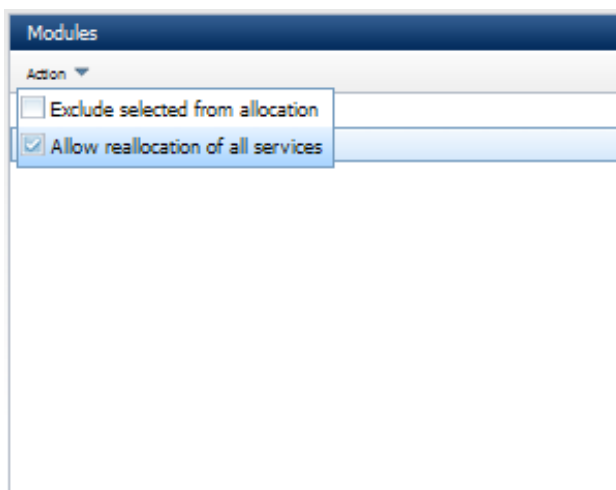 Modules
Action
Exclude selected from allocation
Allow reallocation of all services